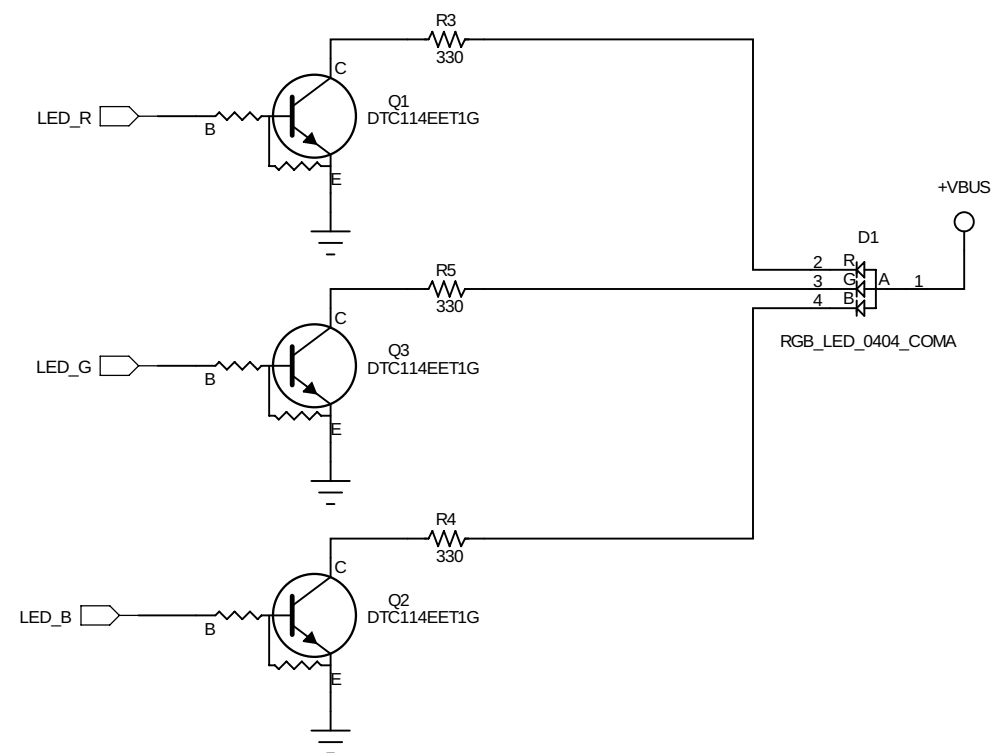 R3
330
C
Q1
DTC114EET1G
LED_R
B
E
+VBUS
D1
2 R
3 G A 1
4 B
RGB_LED_0404_COMA
R5
330
C
Q3
DTC114EET1G
LED_G
B
E
R4
330
C
Q2
DTC114EET1G
LED_B
B
E